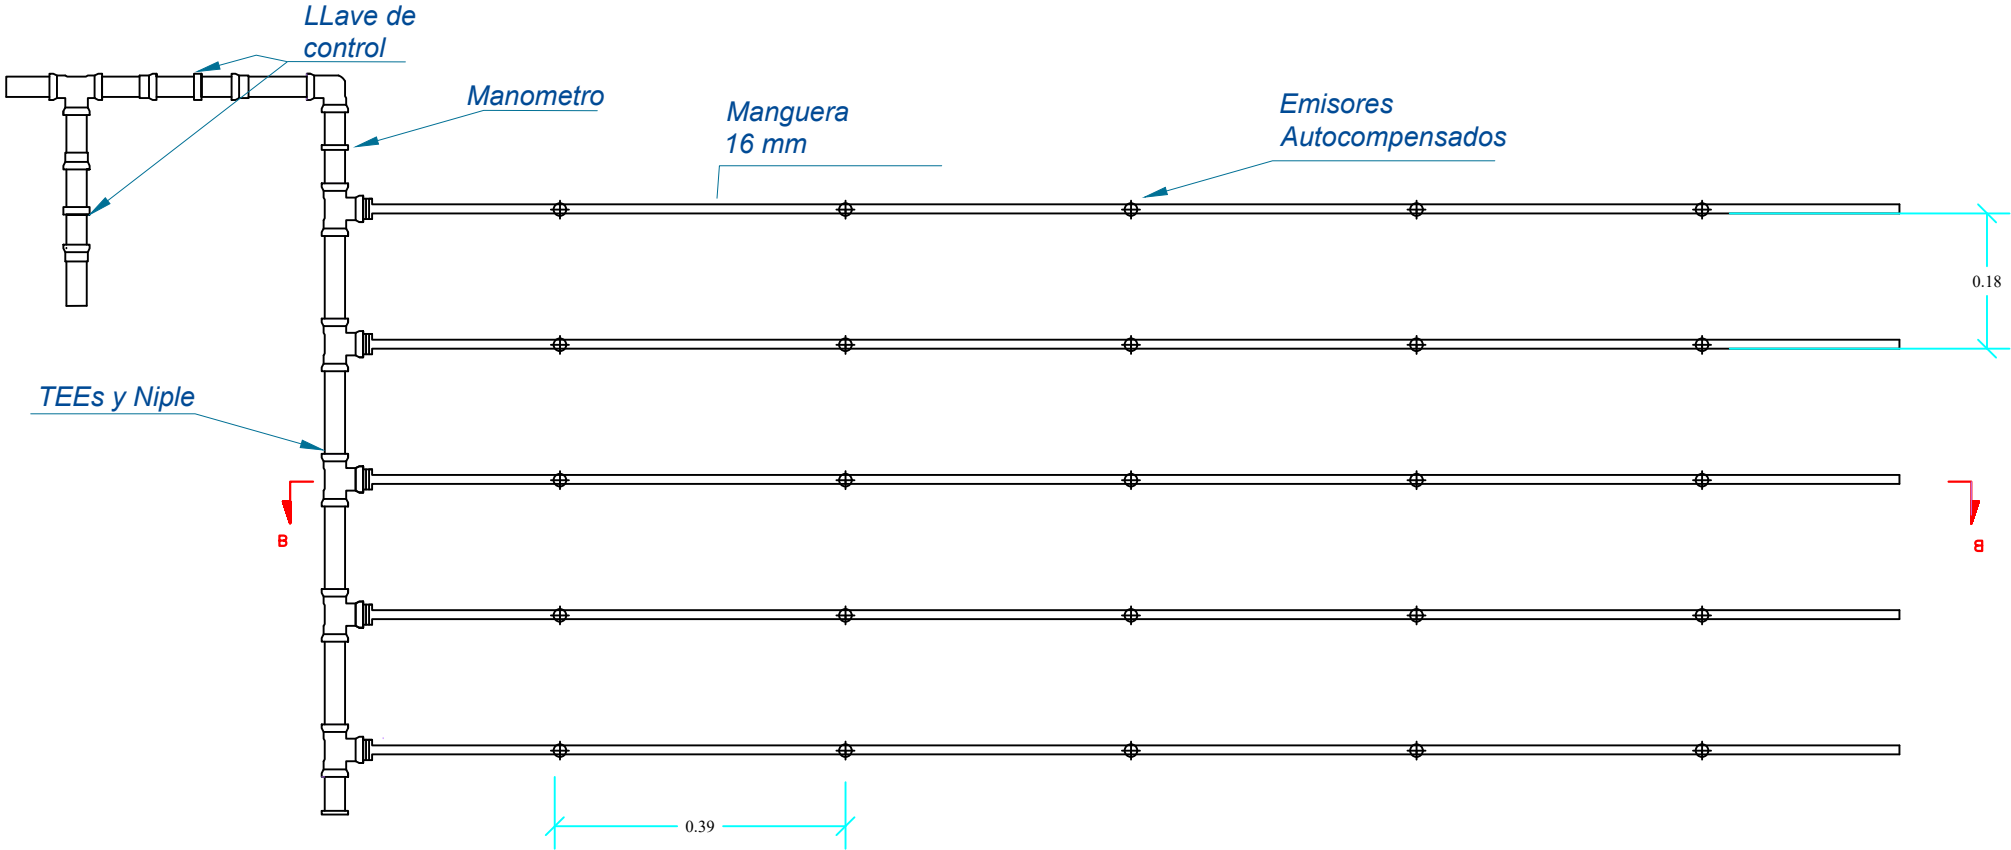 LLave de
control
Manometro
Manguera
16 mm
Emisores
Autocompensados
0.18
TEEs y Niple
B
B
0.39